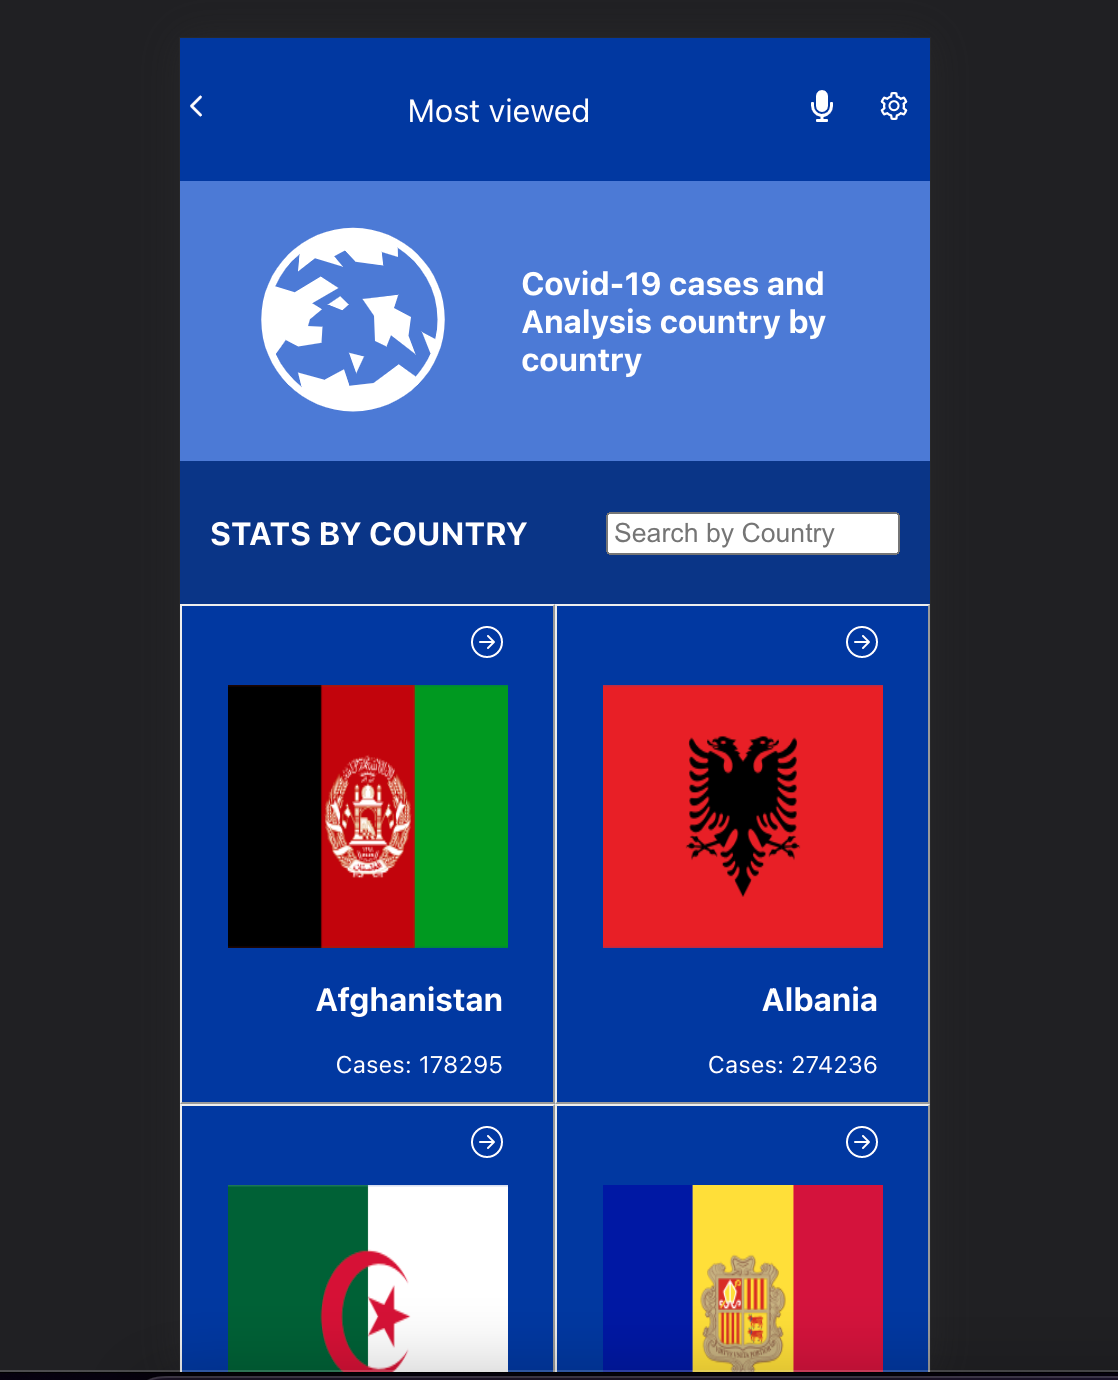 Most viewed
Covid-19 cases and
Analysis country by
country
STATS BY COUNTRY
Search by Country
Afghanistan
Albania
Cases: 178295
Cases: 274236